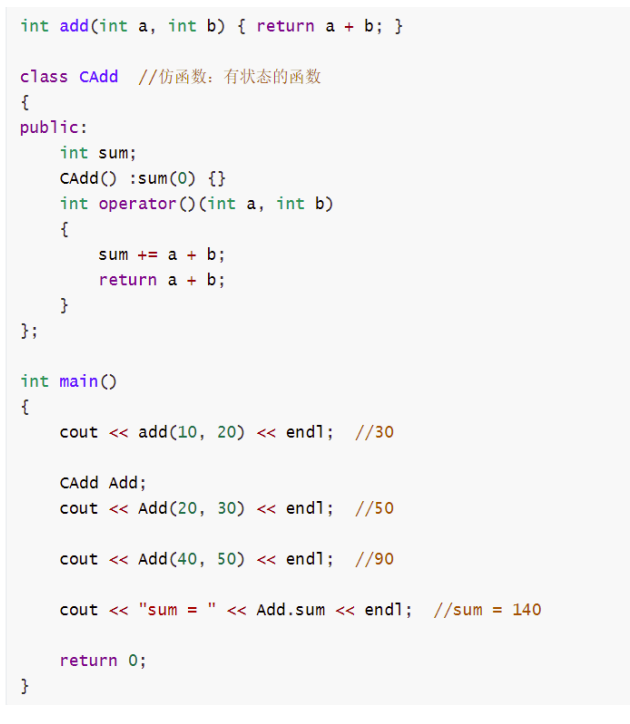 int add(int a, int b) { return a + b; }
class CAdd  //仿函数：有状态的函数
{
public:
    int sum;
    CAdd() :sum(0) {}
    int operator()(int a, int b)
    {
        sum += a + b;
        return a + b;
    }
};
int main()
{
    cout << add(10, 20) << endl;  //30
    CAdd Add;
    cout << Add(20, 30) << endl;  //50
    cout << Add(40, 50) << endl;  //90
    cout << "sum = " << Add.sum << endl;  //sum = 140
    return 0;
}